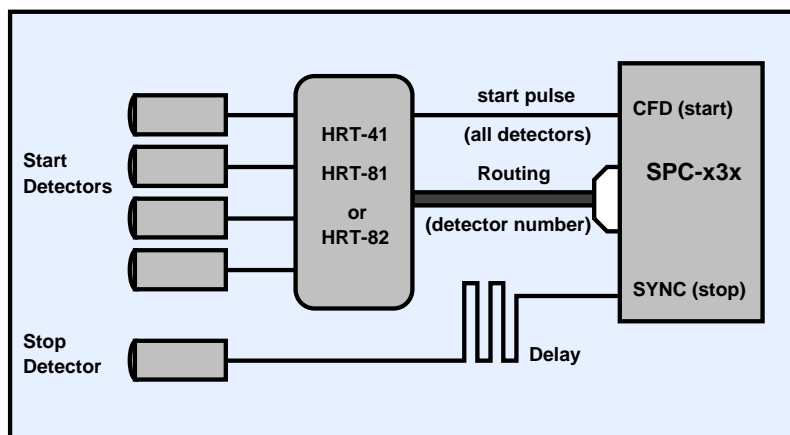 Start
Detectors
HRT-41
HRT-81
or
HRT-82
start pulse
(all detectors)
Routing
(detector number)
CFD (start)
SPC-x3x
SYNC (stop)
Stop
Detector
Delay